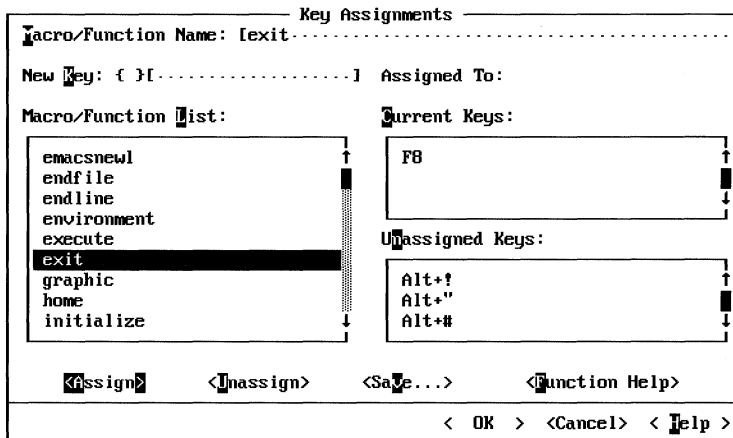 Key Assignments
Macro/Function Name: [exit·······································
New Key: { }[···················] Assigned To:
Macro/Function List: Current Keys:
emacsnewl
endfile
endline
environment
execute
exit
graphic
home
initialize
F8
Unassigned Keys:
Alt+!
Alt+"
Alt+#
<Assign> <Unassign> <Save...> <Function Help>
< OK > <Cancel> < Help >